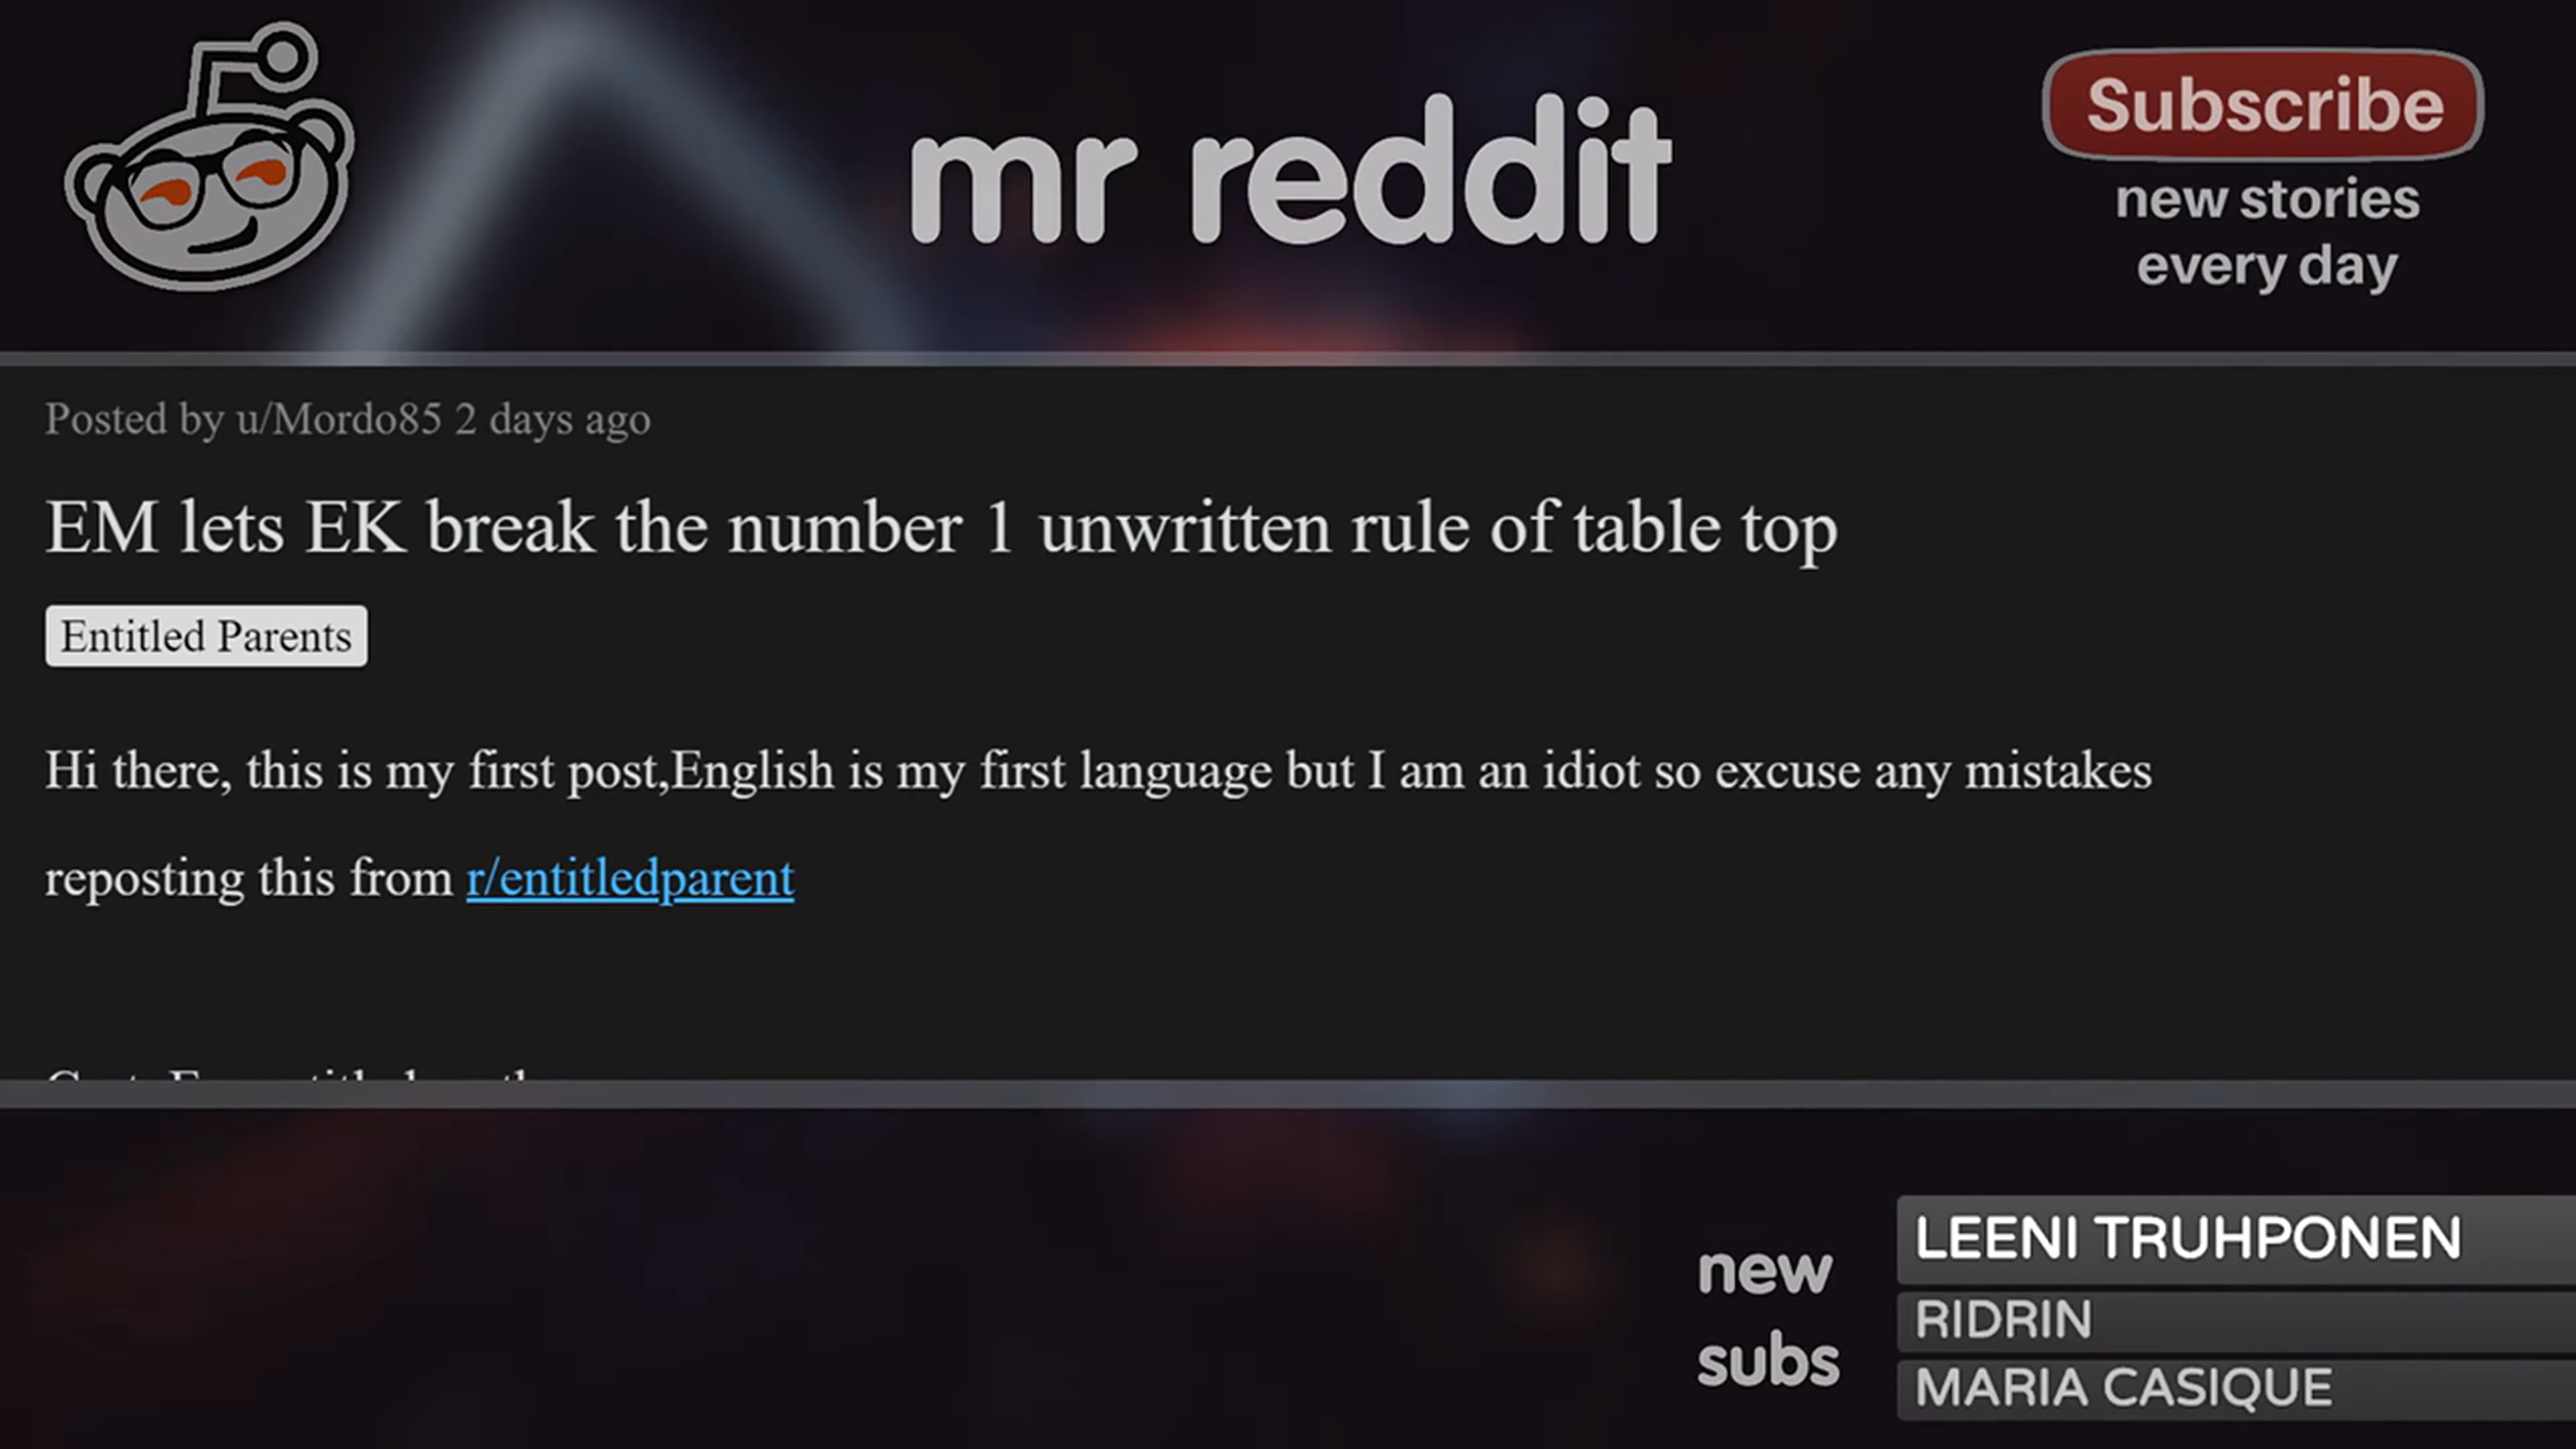 mr reddit
Subscribe
new stories
every day
Posted by u/Mordo85 2 days ago
EM lets EK break the number 1 unwritten rule of table top
Entitled Parents
Hi there, this is my first post,English is my first language but I am an idiot so excuse any mistakes
reposting this from r/entitledparent
new
subs
LEENI TRUHPONEN
RIDRIN
MARIA CASIQUE